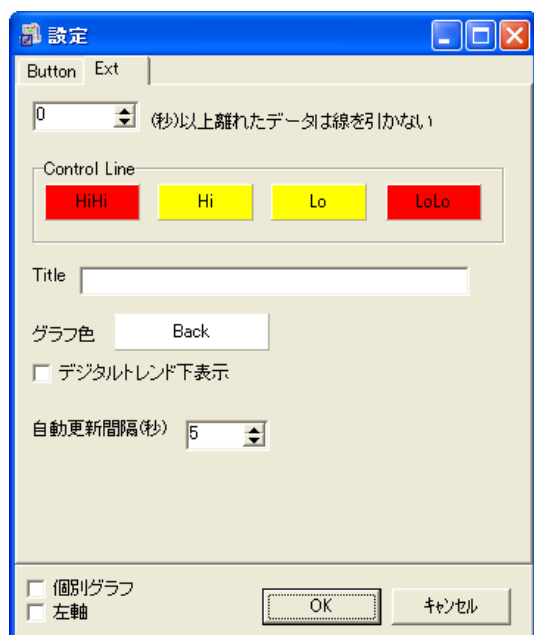 設定
Button Ext
0 (秒)以上離れたデータは線を引かない
Control Line
HiHi Hi Lo LoLo
Title
グラフ色 Back
デジタルトレンド下表示
自動更新間隔(秒) 5
個別グラフ
左軸
OK キャンセル